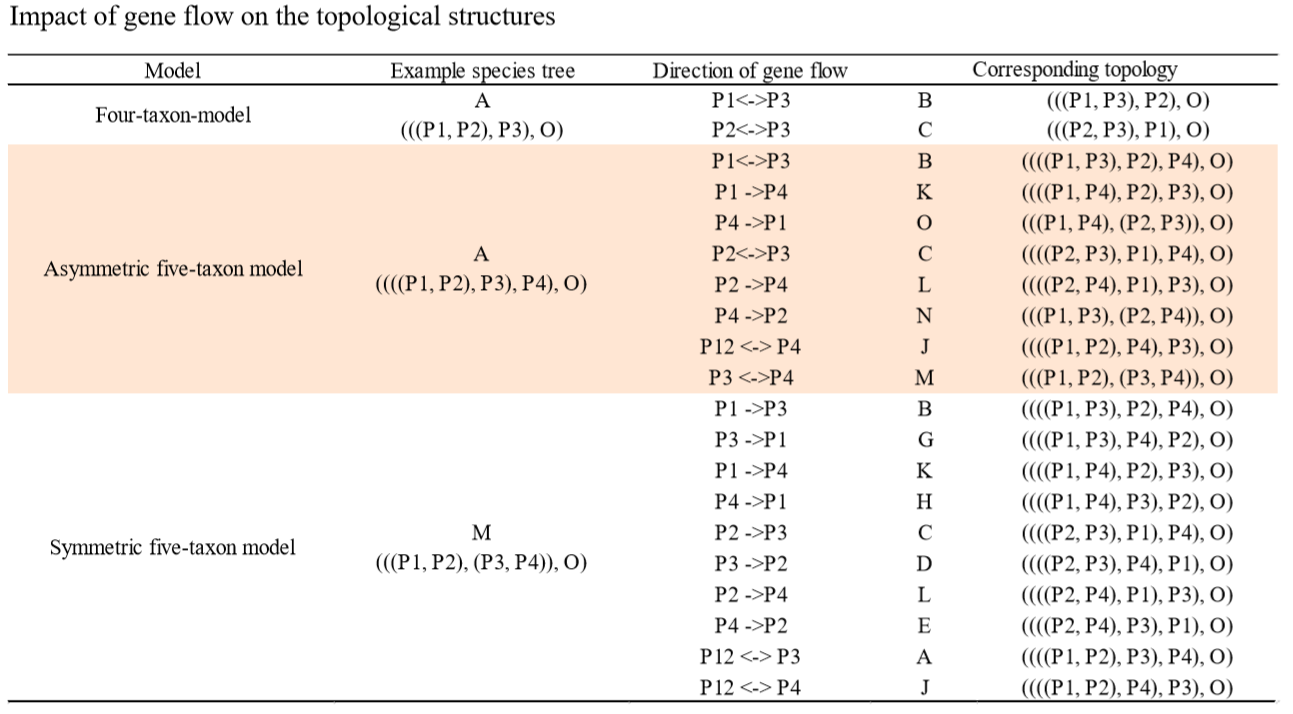 Impact of gene flow on the topological structures
Model Example species tree Direction of gene flow Corresponding topology
Four-taxon-model
A
(((P1, P2), P3), O)
P1<->P3 B (((P1, P3), P2), O)
P2<->P3 C (((P2, P3), P1), O)
Asymmetric five-taxon model
A
((((P1, P2), P3), P4), O)
P1<->P3 B ((((P1, P3), P2), P4), O)
P1 ->P4 K ((((P1, P4), P2), P3), O)
P4 ->P1 O (((P1, P4), (P2, P3)), O)
P2<->P3 C ((((P2, P3), P1), P4), O)
P2 ->P4 L ((((P2, P4), P1), P3), O)
P4 ->P2 N (((P1, P3), (P2, P4)), O)
P12 <-> P4 J ((((P1, P2), P4), P3), O)
P3 <->P4 M (((P1, P2), (P3, P4)), O)
Symmetric five-taxon model
M
(((P1, P2), (P3, P4)), O)
P1 ->P3 B ((((P1, P3), P2), P4), O)
P3 ->P1 G ((((P1, P3), P4), P2), O)
P1 ->P4 K ((((P1, P4), P2), P3), O)
P4 ->P1 H ((((P1, P4), P3), P2), O)
P2 ->P3 C ((((P2, P3), P1), P4), O)
P3 ->P2 D ((((P2, P3), P4), P1), O)
P2 ->P4 L ((((P2, P4), P1), P3), O)
P4 ->P2 E ((((P2, P4), P3), P1), O)
P12 <-> P3 A ((((P1, P2), P3), P4), O)
P12 <-> P4 J ((((P1, P2), P4), P3), O)